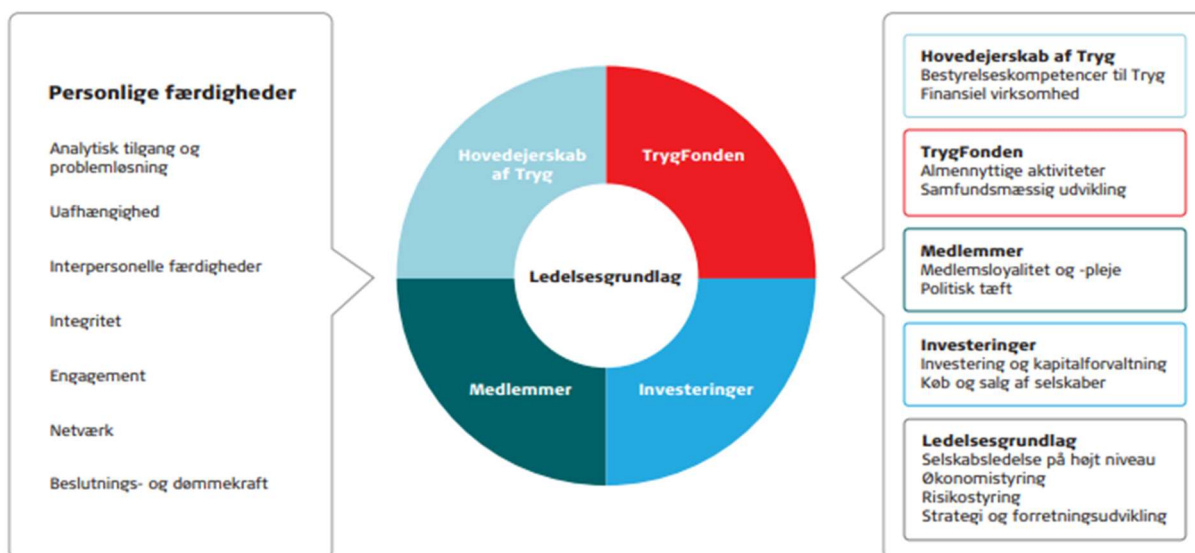 Personlige færdigheder
Analytisk tilgang og
problemløsning
Uafhængighed
Interpersonelle færdigheder
Integritet
Engagement
Netværk
Beslutnings- og dømmekraft
Hovedejerskab
af Tryg
TrygFonden
Ledelsesgrundlag
Medlemmer
Investeringer
Hovedejerskab af Tryg
Bestyrelseskompetencer til Tryg
Finansiel virksomhed
TrygFonden
Almennyttige aktiviteter
Samfundsmæssig udvikling
Medlemmer
Medlemsloyalitet og -pleje
Politisk tæft
Investeringer
Investering og kapitalforvaltning
Køb og salg af selskaber
Ledelsesgrundlag
Selskabsledelse på højt niveau
Økonomistyring
Risikostyring
Strategi og forretningsudvikling